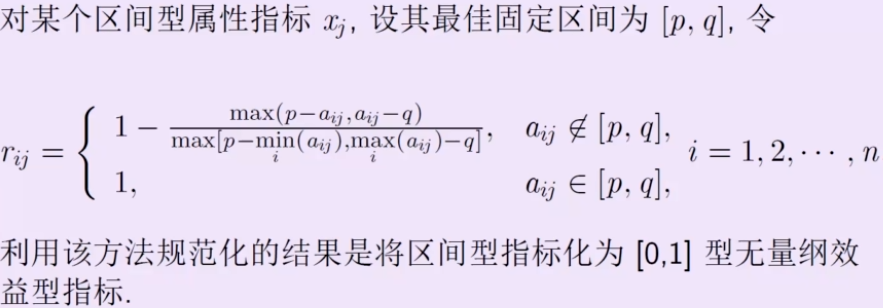 对某个区间型属性指标 $x_j$, 设其最佳固定区间为 $[p, q]$, 令
$r_{ij} = \begin{cases} 1 - \frac{\max(p-a_{ij}, a_{ij}-q)}{\max[p-\min\limits_i(a_{ij}), \max\limits_i(a_{ij})-q]}, & a_{ij} \notin [p, q], \\ 1, & a_{ij} \in [p, q], \end{cases} i = 1, 2, \cdots, n$
利用该方法规范化的结果是将区间型指标化为 [0,1] 型无量纲效
益型指标.